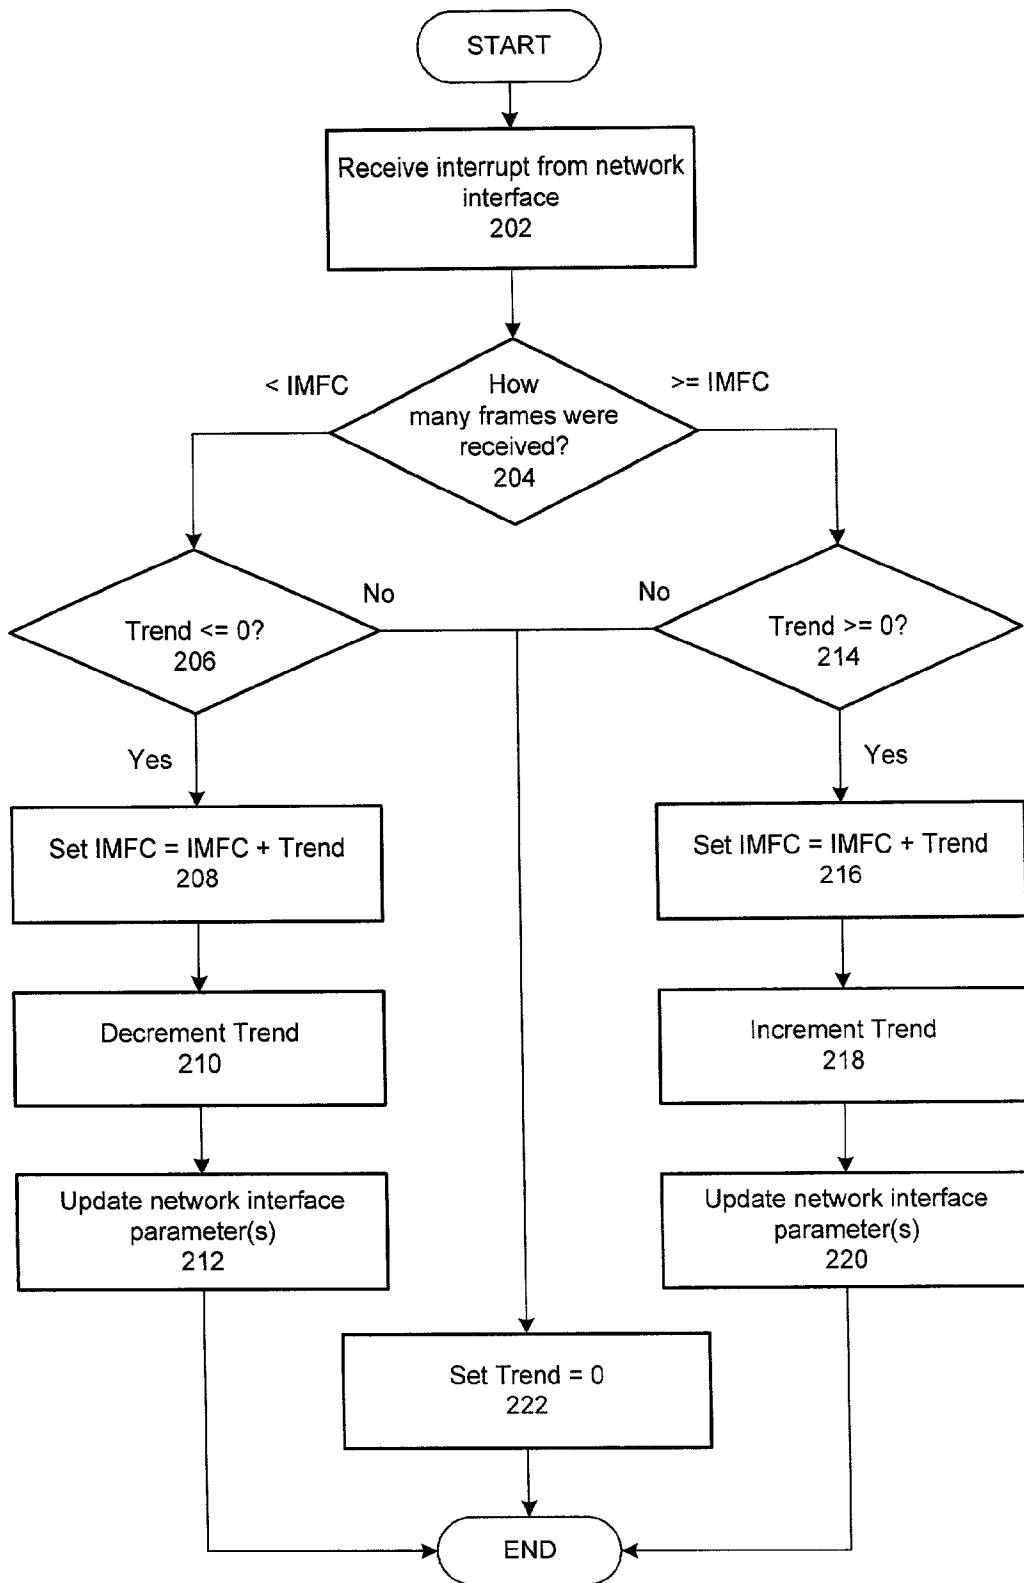 START
Receive interrupt from network
interface
202
< IMFC
How
many frames were
received?
204
>= IMFC
Trend <= 0?
206
No
No
Trend >= 0?
214
Yes
Yes
Set IMFC = IMFC + Trend
208
Set IMFC = IMFC + Trend
216
Decrement Trend
210
Increment Trend
218
Update network interface
parameter(s)
212
Update network interface
parameter(s)
220
Set Trend = 0
222
END